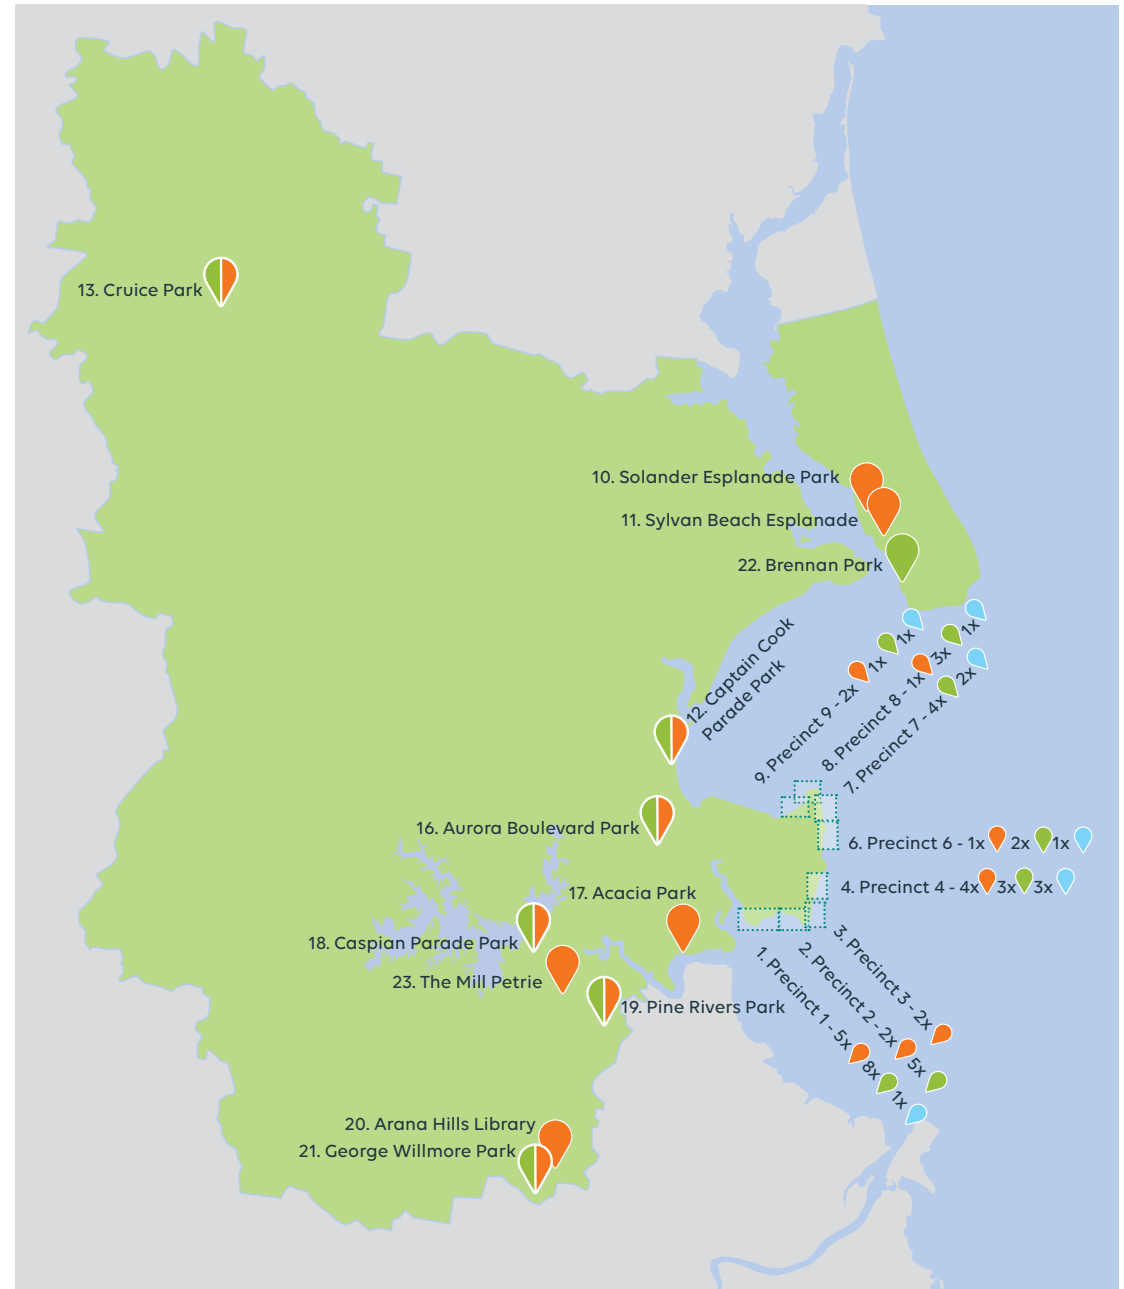 13. Cruice Park
10. Solander Esplanade Park
11. Sylvan Beach Esplanade
22. Brennan Park
12. Captain Cook
Parade Park
9. Precinct 9 - 2x 1x 1x
8. Precinct 8 - 1x 3x 1x
7. Precinct 7 - 4x 2x
16. Aurora Boulevard Park
6. Precinct 6 - 1x 2x 1x
17. Acacia Park
4. Precinct 4 - 4x 3x 3x
18. Caspian Parade Park
23. The Mill Petrie
19. Pine Rivers Park
3. Precinct 3 - 2x
2. Precinct 2 - 2x 5x
1. Precinct 1 - 5x 8x 1x
20. Arana Hills Library
21. George Willmore Park